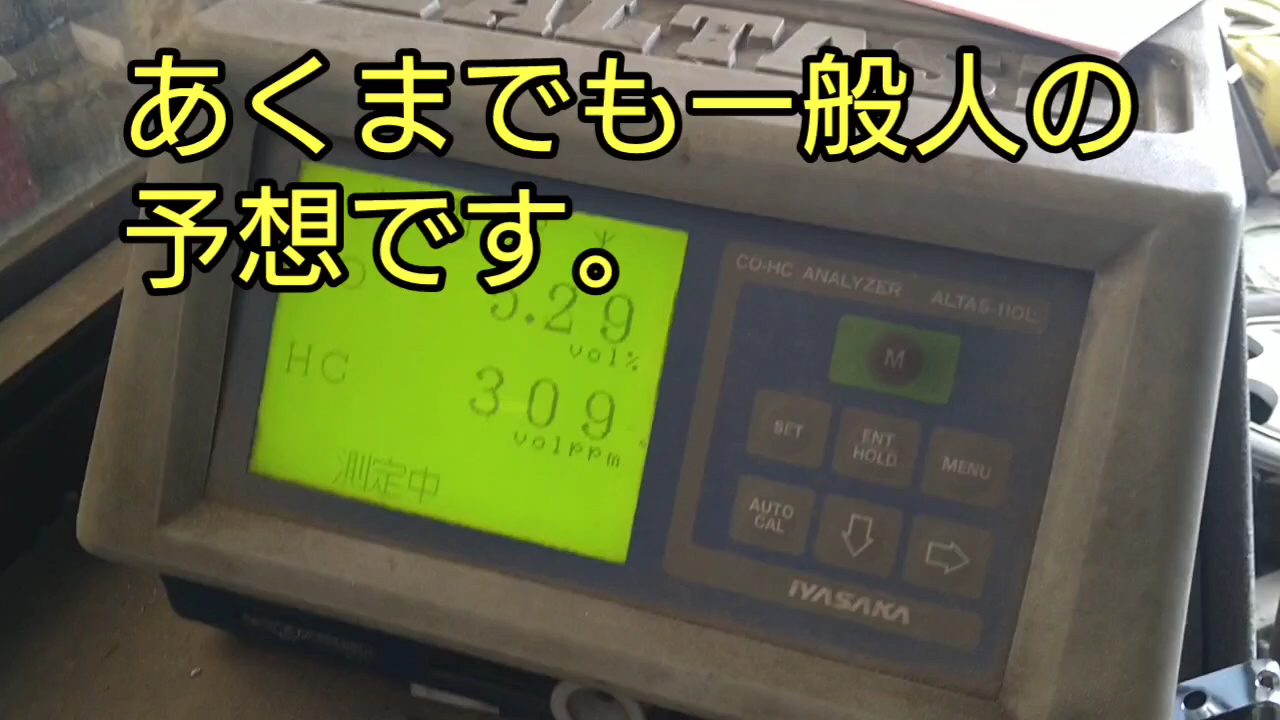 あくまでも一般人の
予想です。
5.29
vol%
HC
309
volppm
測定中
CO-HC ANALYZER ALTAS-110L
M
SET
ENT
HOLD
MENU
AUTO
CAL
IYASAKA